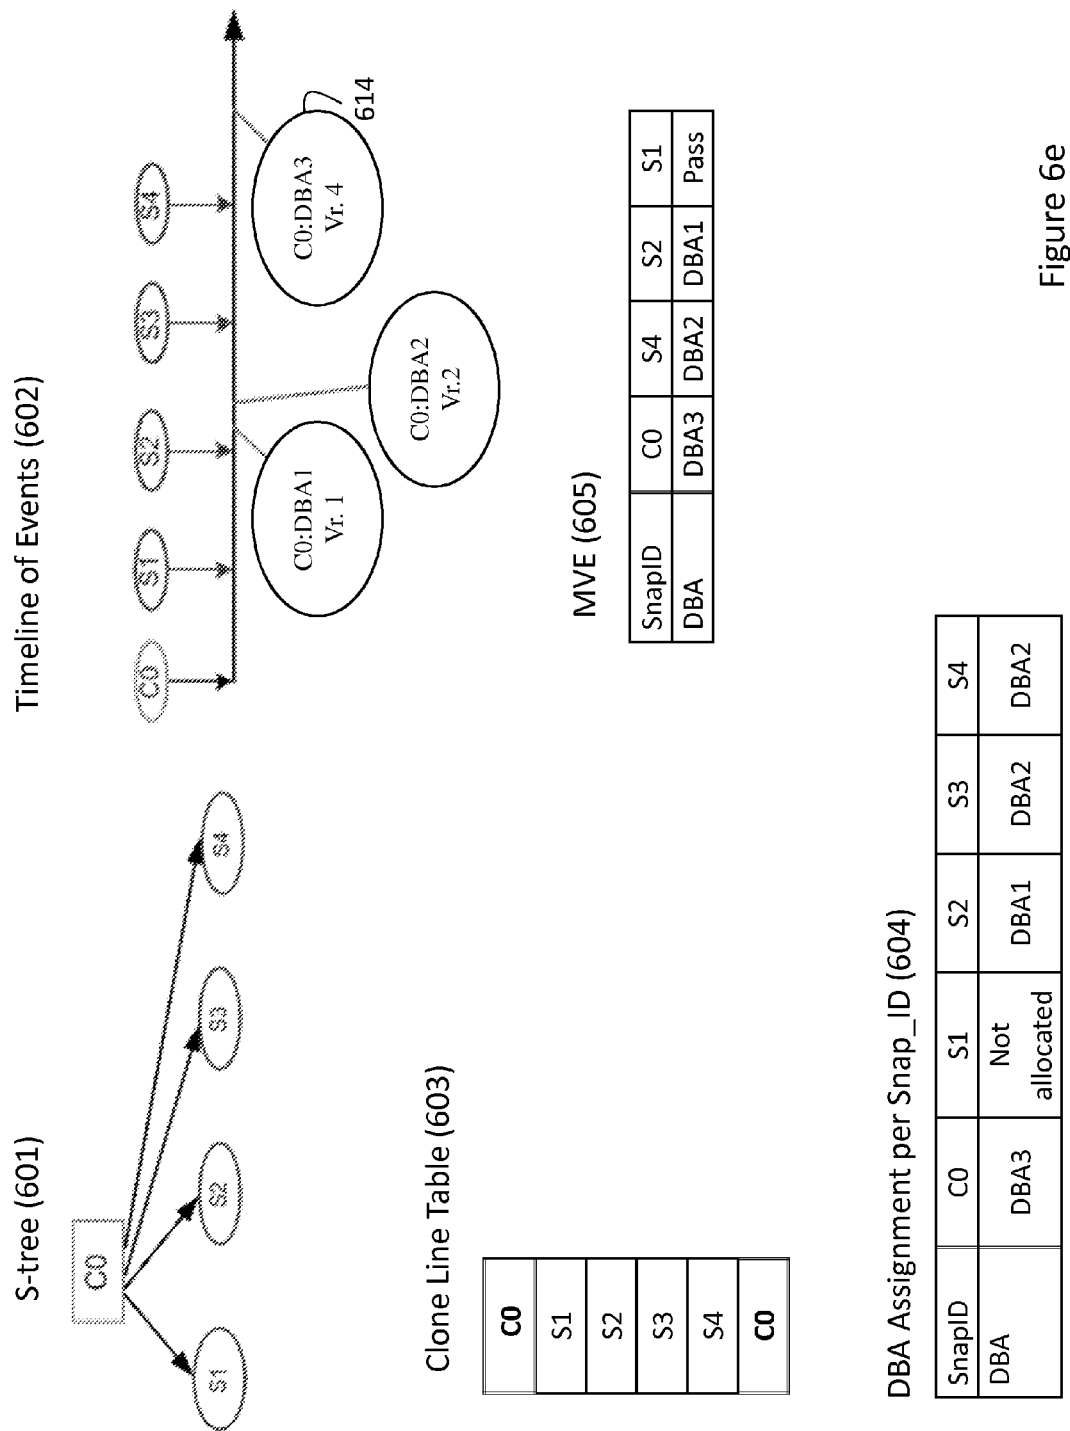 S-tree (601)
C0
S1
S2
S3
S4
Timeline of Events (602)
C0
S1
S2
S3
S4
C0:DBA1
Vr. 1
C0:DBA2
Vr.2
C0:DBA3
Vr. 4
614
Clone Line Table (603)
C0
S1
S2
S3
S4
C0
MVE (605)
SnapID C0 S4 S2 S1
DBA DBA3 DBA2 DBA1 Pass
DBA Assignment per Snap_ID (604)
SnapID C0 S1 S2 S3 S4
DBA DBA3 Not allocated DBA1 DBA2 DBA2
Figure 6e